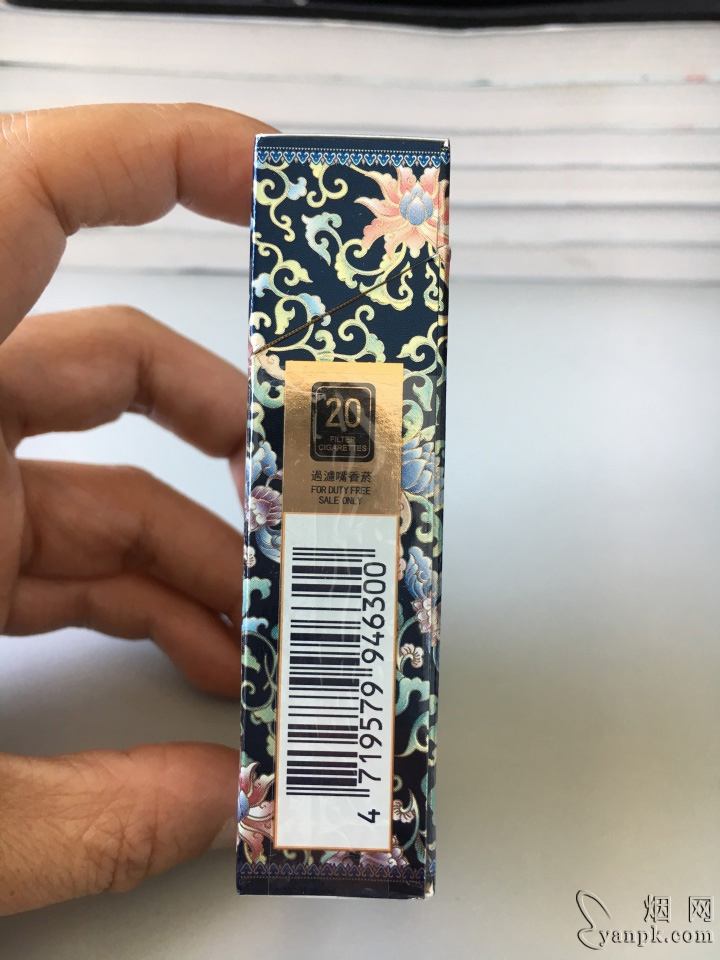 20
FILTER
CIGARETTES
過濾嘴香菸
FOR DUTY FREE
SALE ONLY
4 719579 946300
烟网
yanpk.com